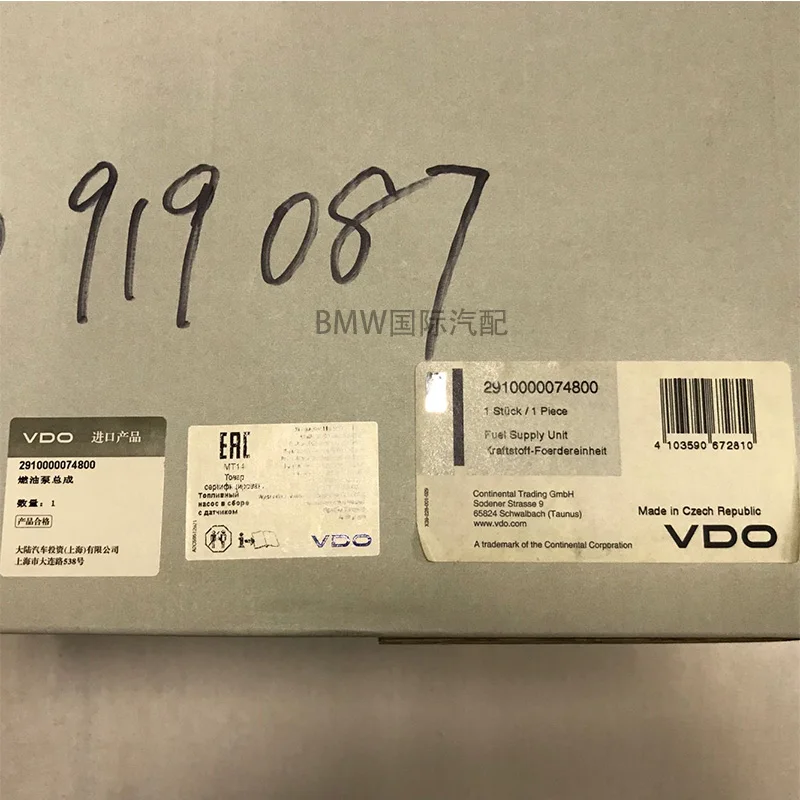 919 087
BMW国际汽配
VDO 进口产品
2910000074800
燃油泵总成
数量：1
产品合格
大陆汽车投资(上海)有限公司
上海市大连路538号
EAC
MT14
Товар
сертифицирован
Топливный
насос в сборе
с датчиком
VDO
2910000074800
1 Stück / 1 Piece
Fuel Supply Unit
Kraftstoff-Foerdereinheit
4 103590 672810
Continental Trading GmbH
Sodener Strasse 9
65824 Schwalbach (Taunus)
www.vdo.com
A trademark of the Continental Corporation
Made in Czech Republic
VDO